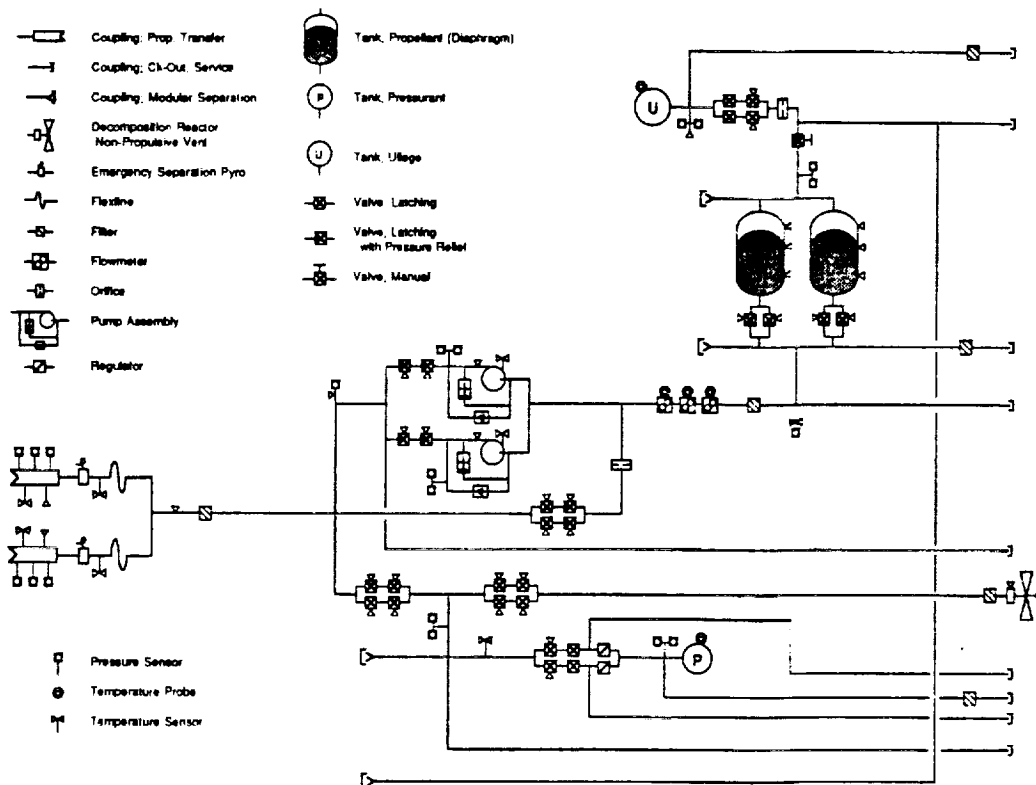 Coupling; Prop. Transfer
Coupling; Ck-Out, Service
Coupling; Modular Separation
Decomposition Reactor
Non-Propulsive Vent
Emergency Separation Pyro
Flexline
Filter
Flowmeter
Orifice
Pump Assembly
Regulator
Tank, Propellant (Diaphragm)
P
Tank, Pressurant
U
Tank, Ullage
Valve, Latching
Valve, Latching
with Pressure Relief
Valve, Manual
U
P
Pressure Sensor
Temperature Probe
Temperature Sensor